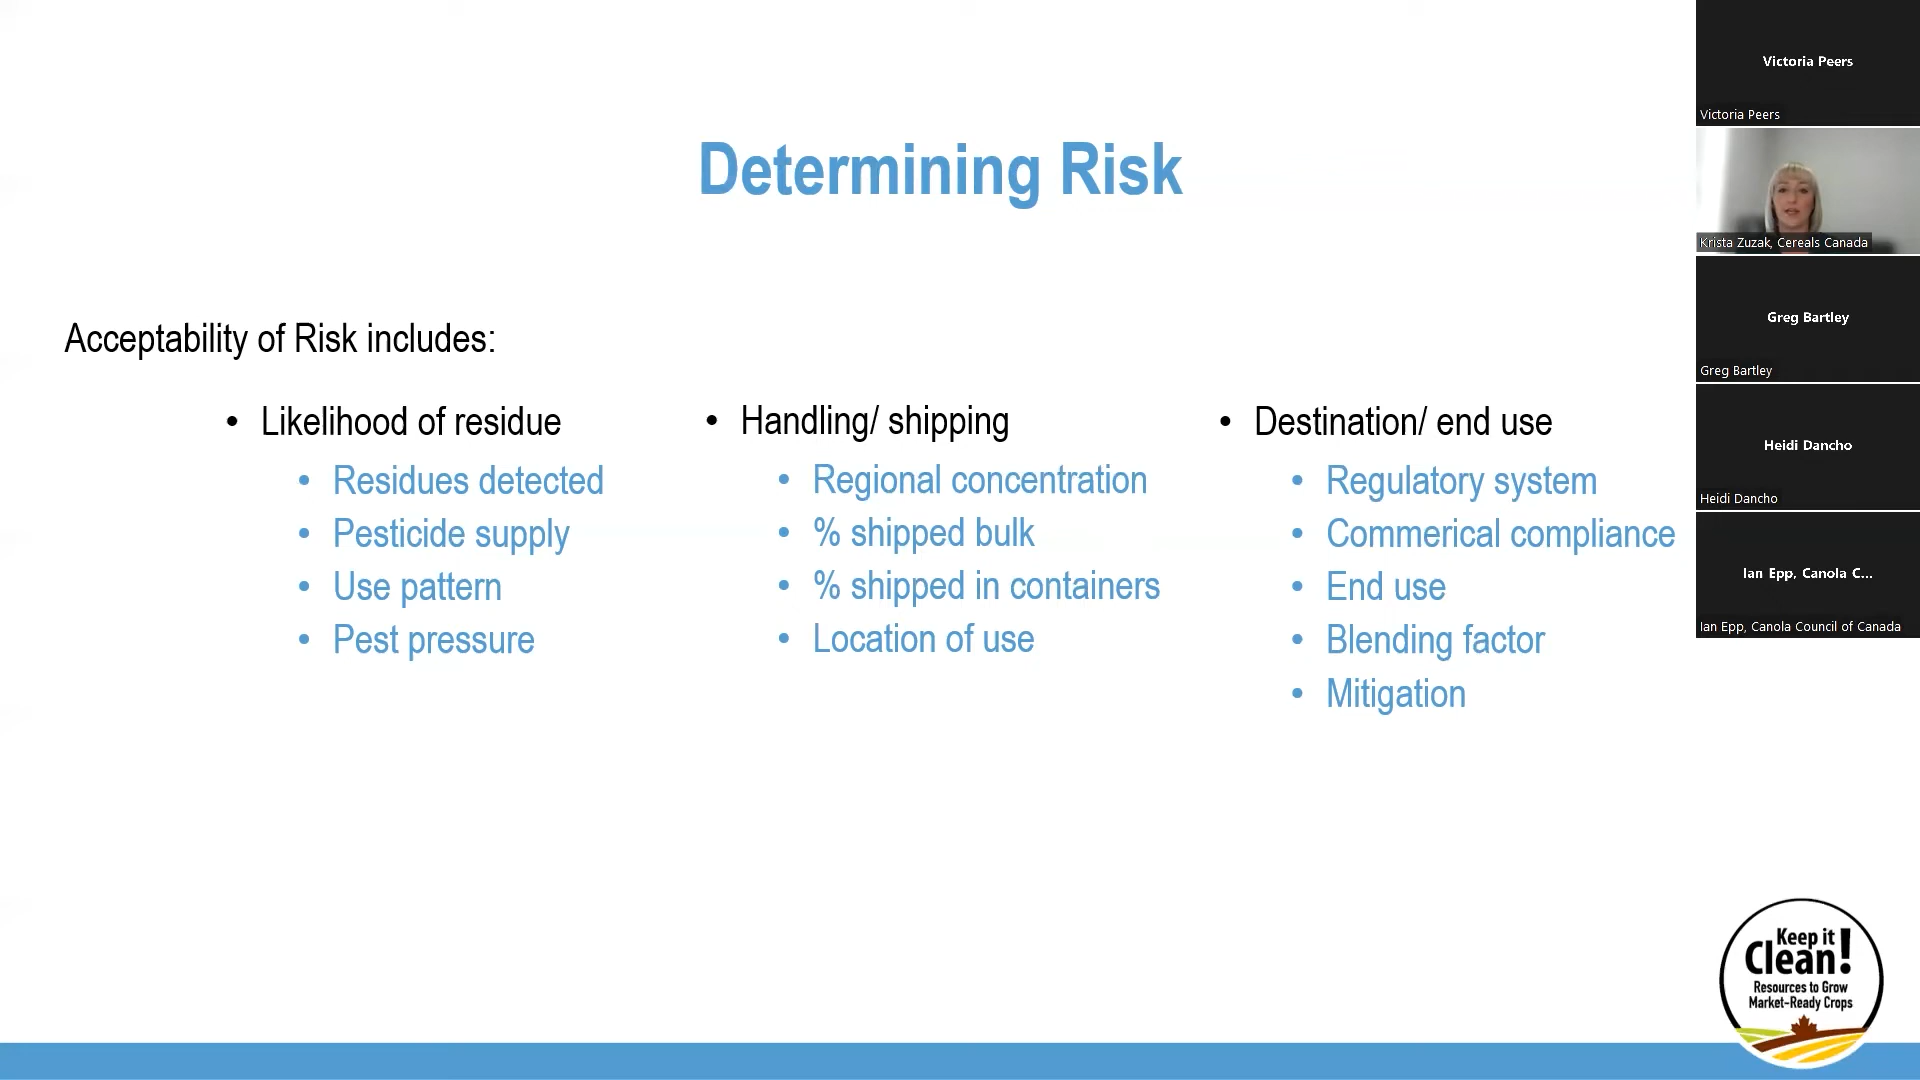 Determining Risk
Acceptability of Risk includes:
• Likelihood of residue
• Residues detected
• Pesticide supply
• Use pattern
• Pest pressure
• Handling/ shipping
• Regional concentration
• % shipped bulk
• % shipped in containers
• Location of use
• Destination/ end use
• Regulatory system
• Commerical compliance
• End use
• Blending factor
• Mitigation
Victoria Peers
Victoria Peers
Krista Zuzak, Cereals Canada
Greg Bartley
Greg Bartley
Heidi Dancho
Heidi Dancho
Ian Epp, Canola C...
Ian Epp, Canola Council of Canada
Keep it
Clean!
Resources to Grow
Market-Ready Crops